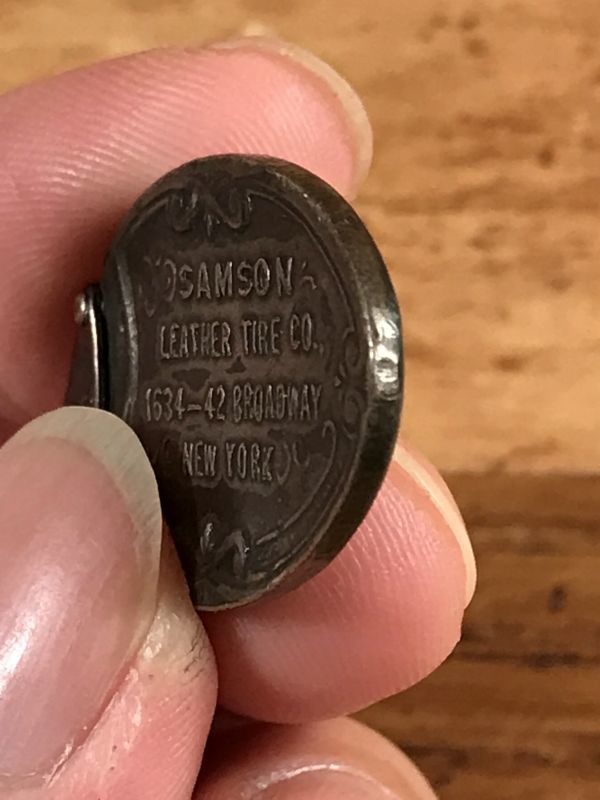 SAMSON
LEATHER TIRE CO.,
1634-42 BROADWAY
NEW YORK